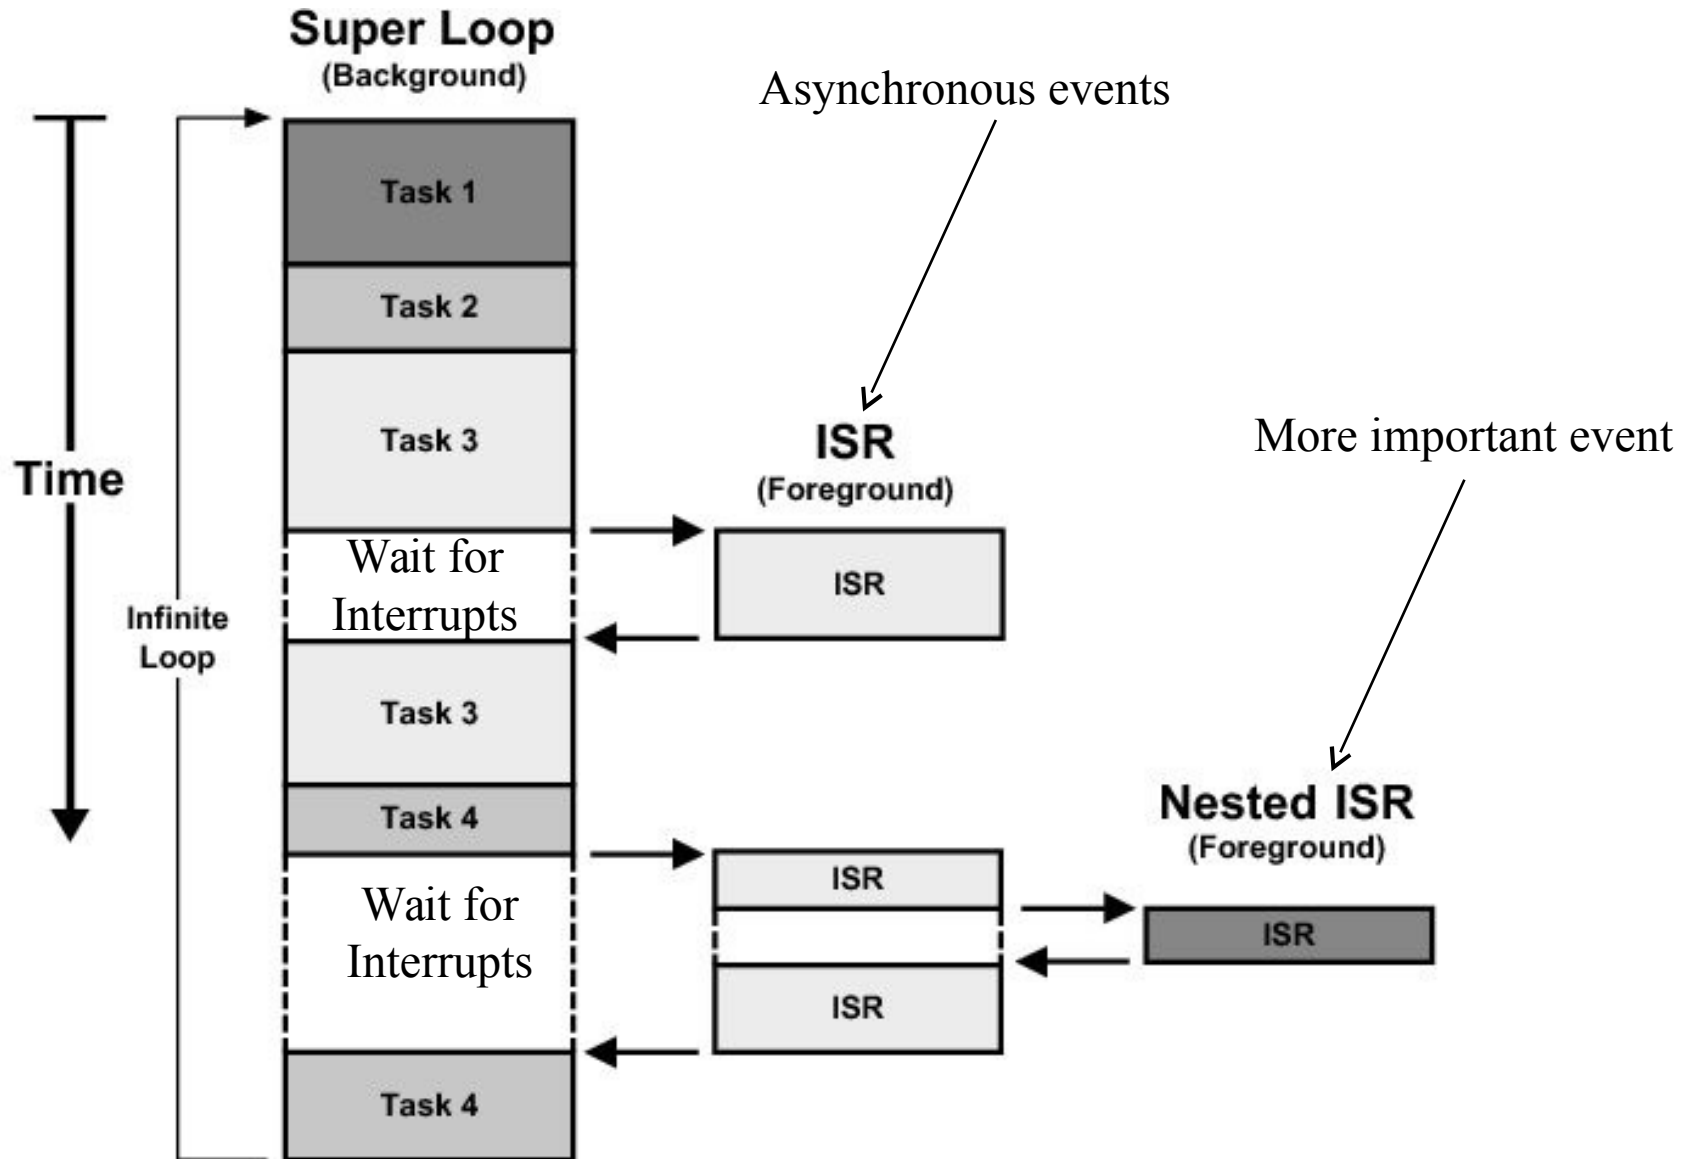 Super Loop
(Background)
Asynchronous events
Task 1
Task 2
Task 3
ISR
(Foreground)
More important event
Time
Wait for
Interrupts
ISR
Infinite
Loop
Task 3
Task 4
Nested ISR
(Foreground)
Wait for
Interrupts
ISR
ISR
ISR
Task 4